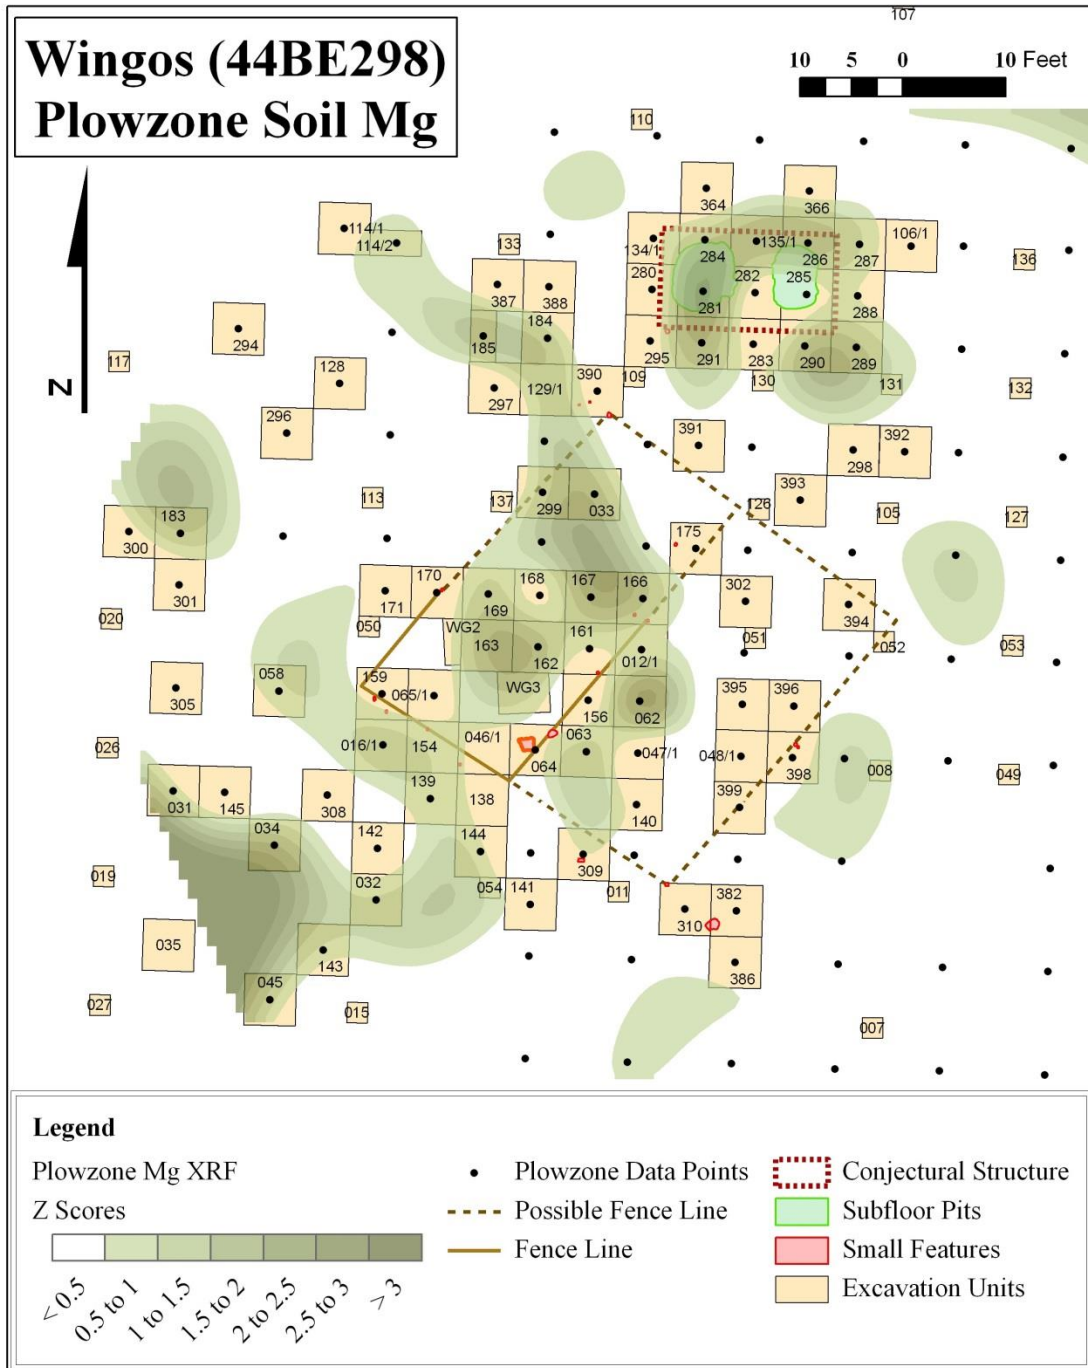 107
Wingos (44BE298)
Plowzone Soil Mg
10 5 0 10 Feet
110
364 366
114/1
114/2 133 134/1 284 135/1 286 287 106/1
136
280 282 285
281 288
387 388
184
185
294
117
128
295 291 283 290 289
390 109 130 131 132
297 129/1
296
391
298 392
393
113 137 299 033 126 105 127
183
300
175
301
170 168 167 166
171 169
302
394
020 050
WG2 163 161
162 012/1
051 052 053
058 159 065/1 WG3
305 156 062
395 396
026 016/1 154 046/1 063
064 047/1 048/1 398
008 049
031 145 308 139 138
140
399
034 142 144
309
019 032 054 141 011
310 382
035 143
386
045
027 015 007
Z
Legend
Plowzone Mg XRF
Z Scores
< 0.5
0.5 to 1
1 to 1.5
1.5 to 2
2 to 2.5
2.5 to 3
> 3
Plowzone Data Points
Possible Fence Line
Fence Line
Conjectural Structure
Subfloor Pits
Small Features
Excavation Units